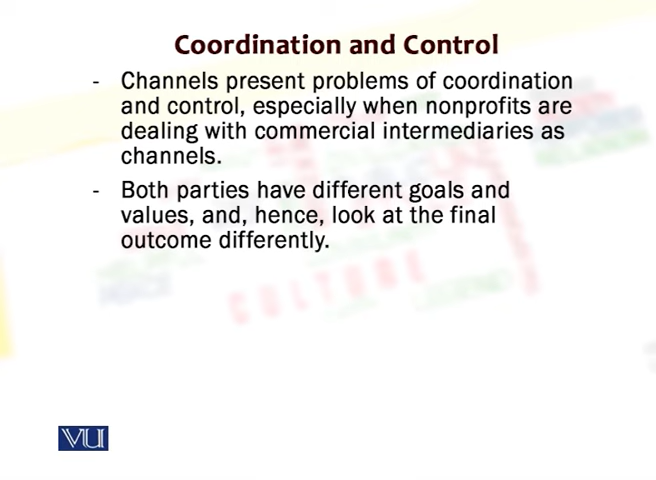 Coordination and Control
- Channels present problems of coordination
and control, especially when nonprofits are
dealing with commercial intermediaries as
channels.
- Both parties have different goals and
values, and, hence, look at the final
outcome differently.
CULTURE
VU